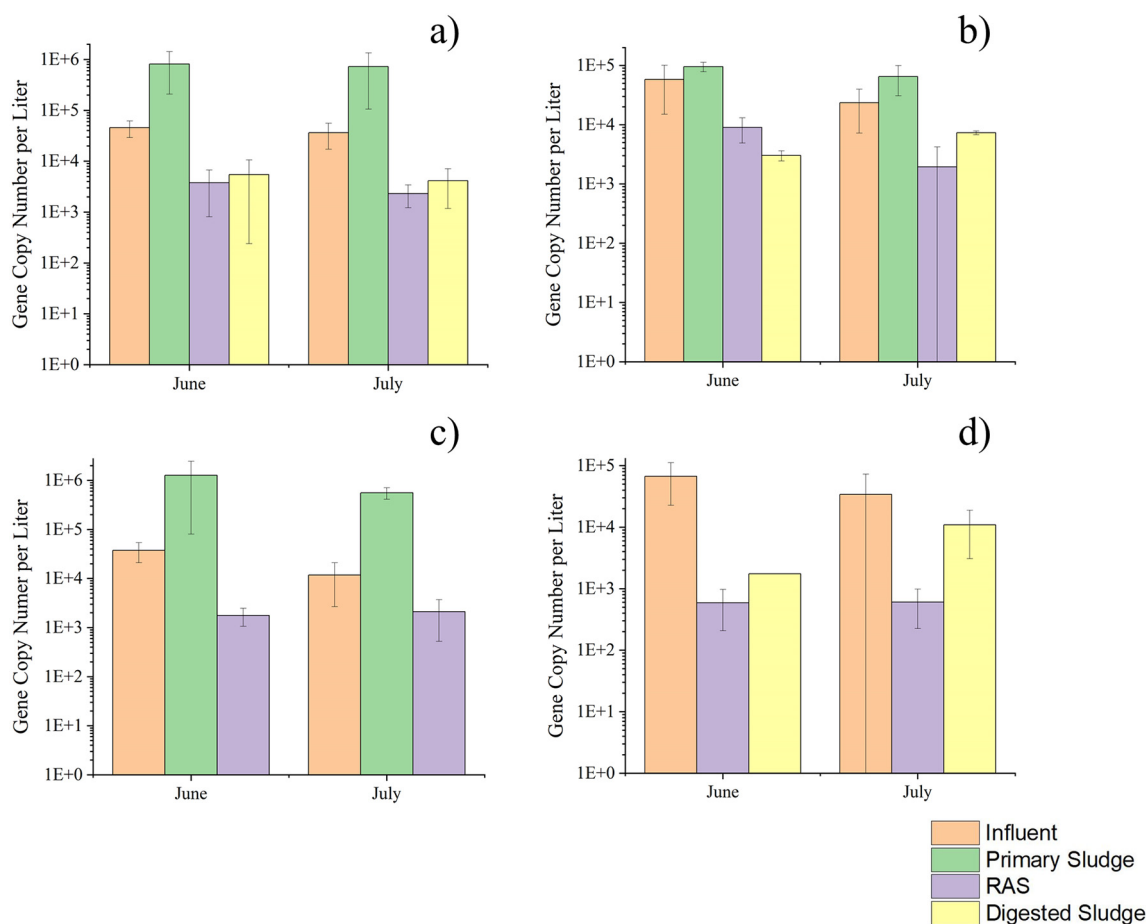 a)
Gene Copy Number per Liter
1E+6
1E+5
1E+4
1E+3
1E+2
1E+1
1E+0
June
July
b)
Gene Copy Number per Liter
1E+5
1E+4
1E+3
1E+2
1E+1
1E+0
June
July
c)
Gene Copy Numer per Liter
1E+6
1E+5
1E+4
1E+3
1E+2
1E+1
1E+0
June
July
d)
Gene Copy Number per Liter
1E+5
1E+4
1E+3
1E+2
1E+1
1E+0
June
July
Influent
Primary Sludge
RAS
Digested Sludge